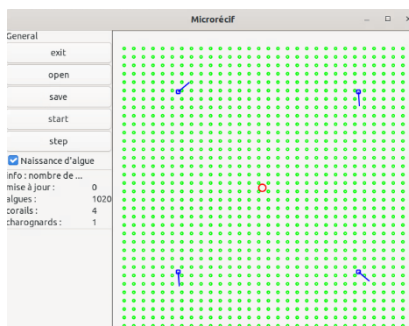 Microrécif
General
exit
open
save
start
step
Naissance d'algue
Info : nombre de ...
mise à jour : 0
algues : 1020
corails : 4
charognards : 1